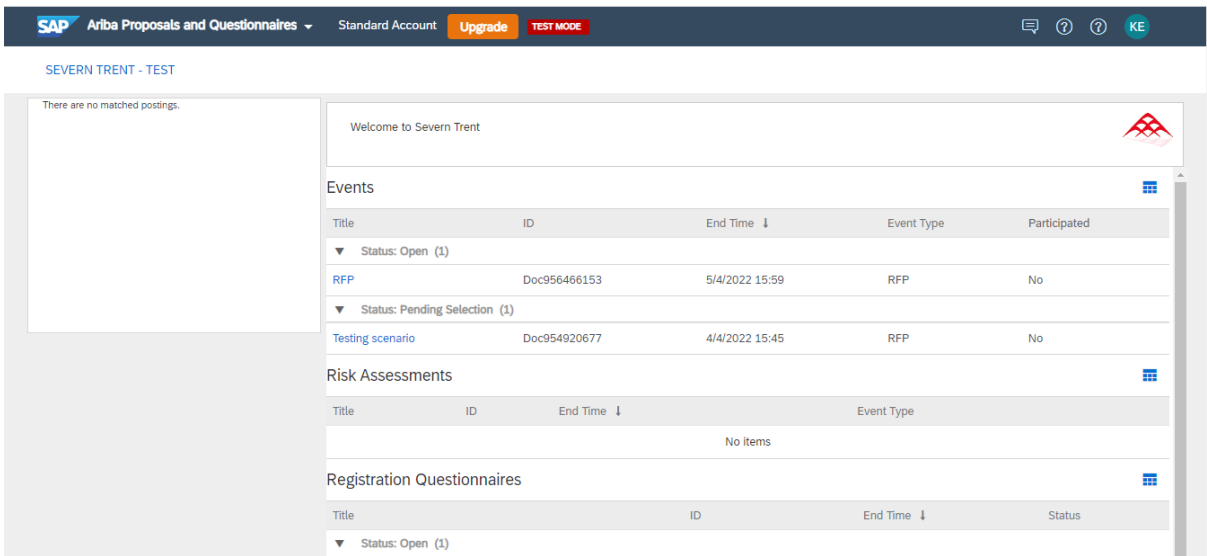 SAP Ariba Proposals and Questionnaires Standard Account Upgrade TEST MODE ? ? KE
SEVERN TRENT - TEST
There are no matched postings.
Welcome to Severn Trent
Events
Title ID End Time ↓ Event Type Participated
▼ Status: Open (1)
RFP Doc956466153 5/4/2022 15:59 RFP No
▼ Status: Pending Selection (1)
Testing scenario Doc954920677 4/4/2022 15:45 RFP No
Risk Assessments
Title ID End Time ↓ Event Type
No items
Registration Questionnaires
Title ID End Time ↓ Status
▼ Status: Open (1)